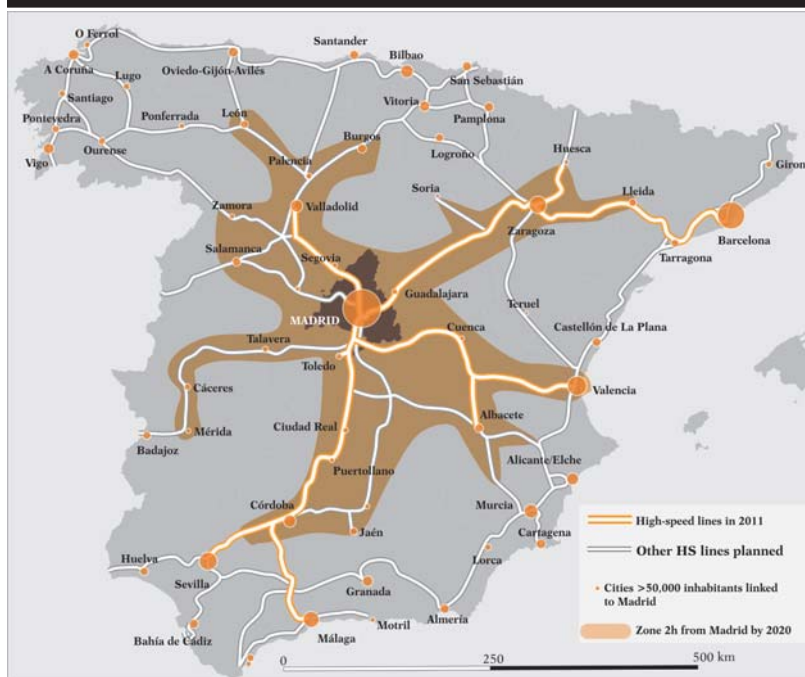 O Ferrol
A Coruña
Lugo
Santiago
Pontevedra
Vigo
Ourense
Ponferrada
Oviedo-Gijón-Avilés
León
Santander
Bilbao
San Sebastián
Vitoria
Pamplona
Burgos
Logroño
Palencia
Huesca
Soria
Lleida
Giron
Zamora
Valladolid
Zaragoza
Barcelona
Tarragona
Salamanca
Segovia
Guadalajara
MADRID
Teruel
Cuenca
Castellón de La Plana
Talavera
Toledo
Cáceres
Valencia
Ciudad Real
Albacete
Mérida
Badajoz
Alicante/Elche
Puertollano
Córdoba
Murcia
Jaén
Cartagena
Huelva
Sevilla
Lorca
Granada
Bahía de Cádiz
Málaga
Motril
Almería
High-speed lines in 2011
Other HS lines planned
Cities >50,000 inhabitants linked
to Madrid
Zone 2h from Madrid by 2020
0 250 500 km